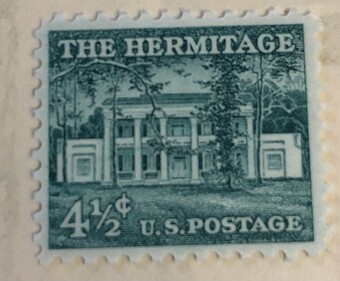 THE HERMITAGE
4½¢ U.S. POSTAGE